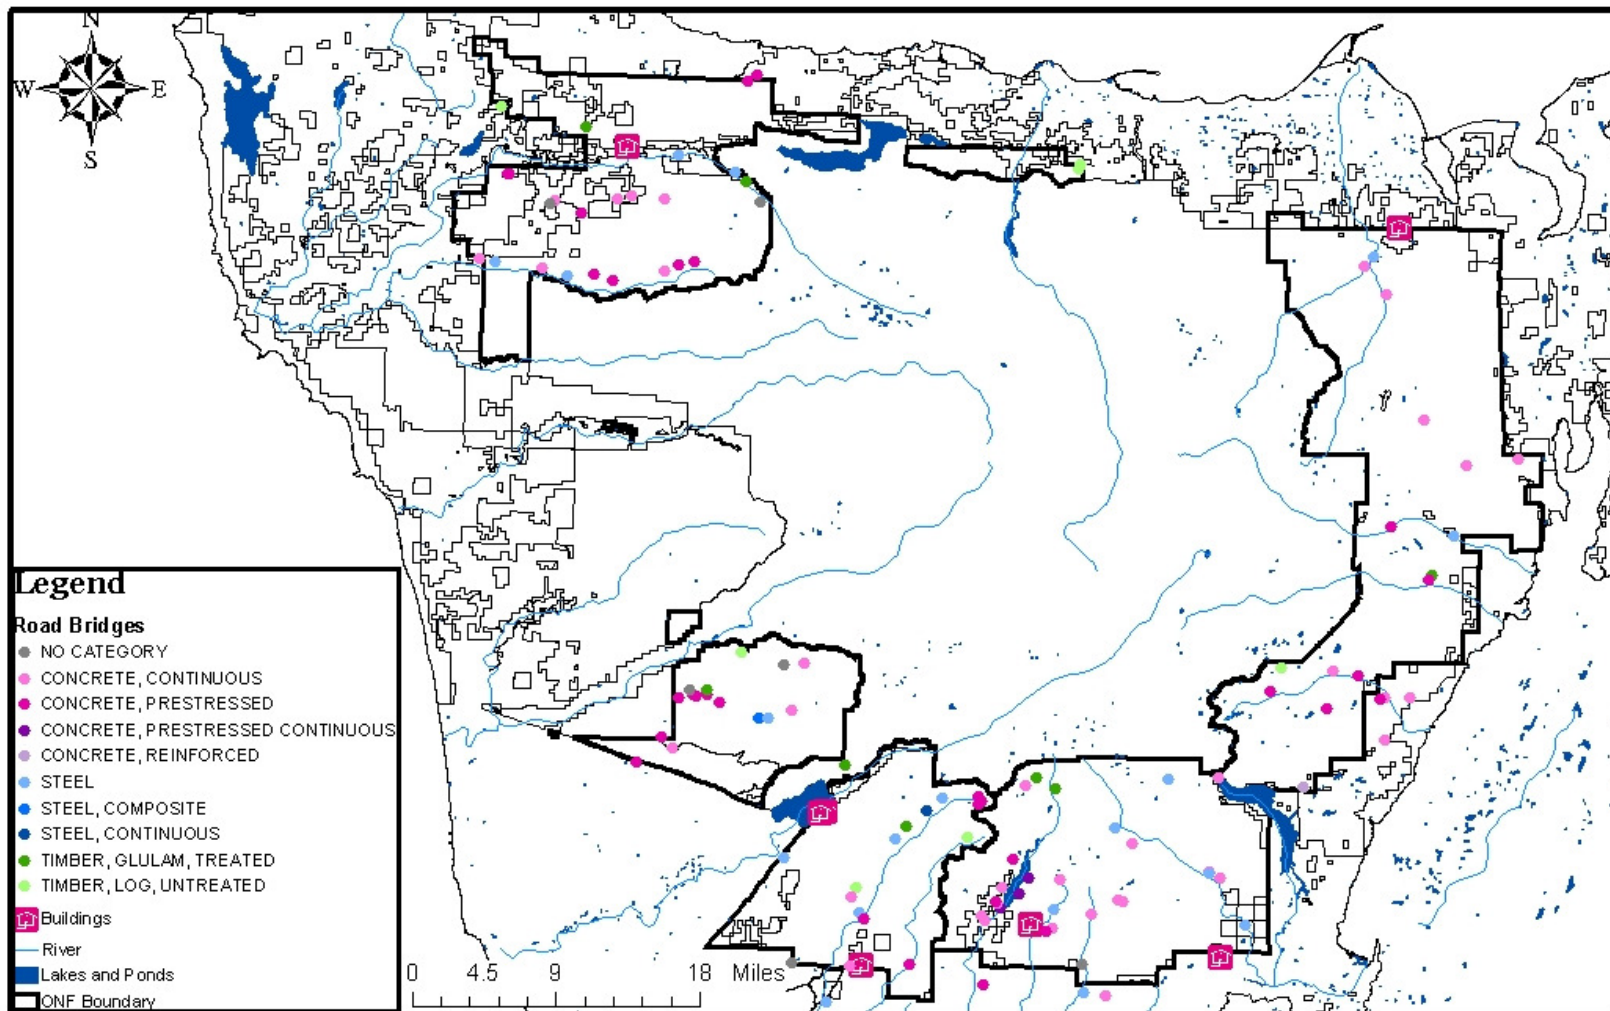 N
W E
S
Legend
Road Bridges
NO CATEGORY
CONCRETE, CONTINUOUS
CONCRETE, PRESTRESSED
CONCRETE, PRESTRESSED CONTINUOUS
CONCRETE, REINFORCED
STEEL
STEEL, COMPOSITE
STEEL, CONTINUOUS
TIMBER, GLULAM, TREATED
TIMBER, LOG, UNTREATED
Buildings
River
Lakes and Ponds
ONF Boundary
0 4.5 9 18 Miles